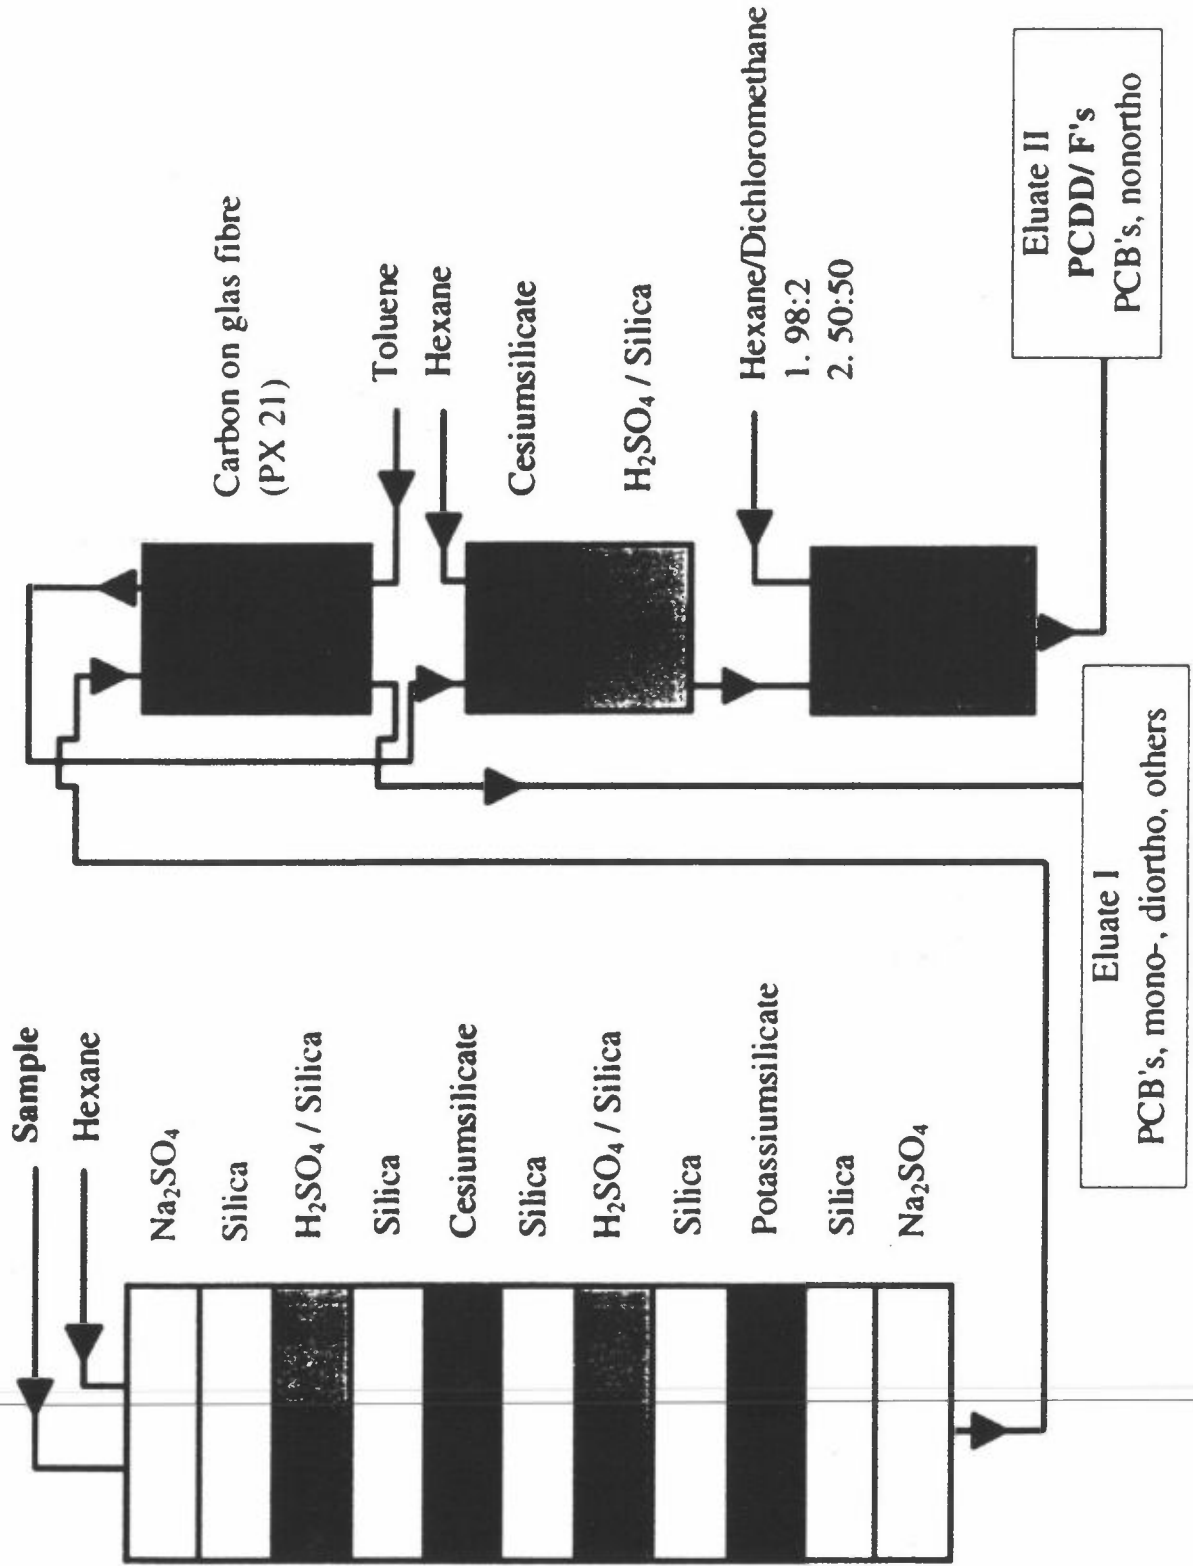 Sample
Hexane
Na₂SO₄
Silica
H₂SO₄ / Silica
Silica
Cesiumsilicate
Silica
H₂SO₄ / Silica
Silica
Potassiumsilicate
Silica
Na₂SO₄
Carbon on glas fibre
(PX 21)
Toluene
Hexane
Cesiumsilicate
H₂SO₄ / Silica
Hexane/Dichloromethane
1. 98:2
2. 50:50
Eluate I
PCB's, mono-, diortho, others
Eluate II
PCDD/ F's
PCB's, nonortho